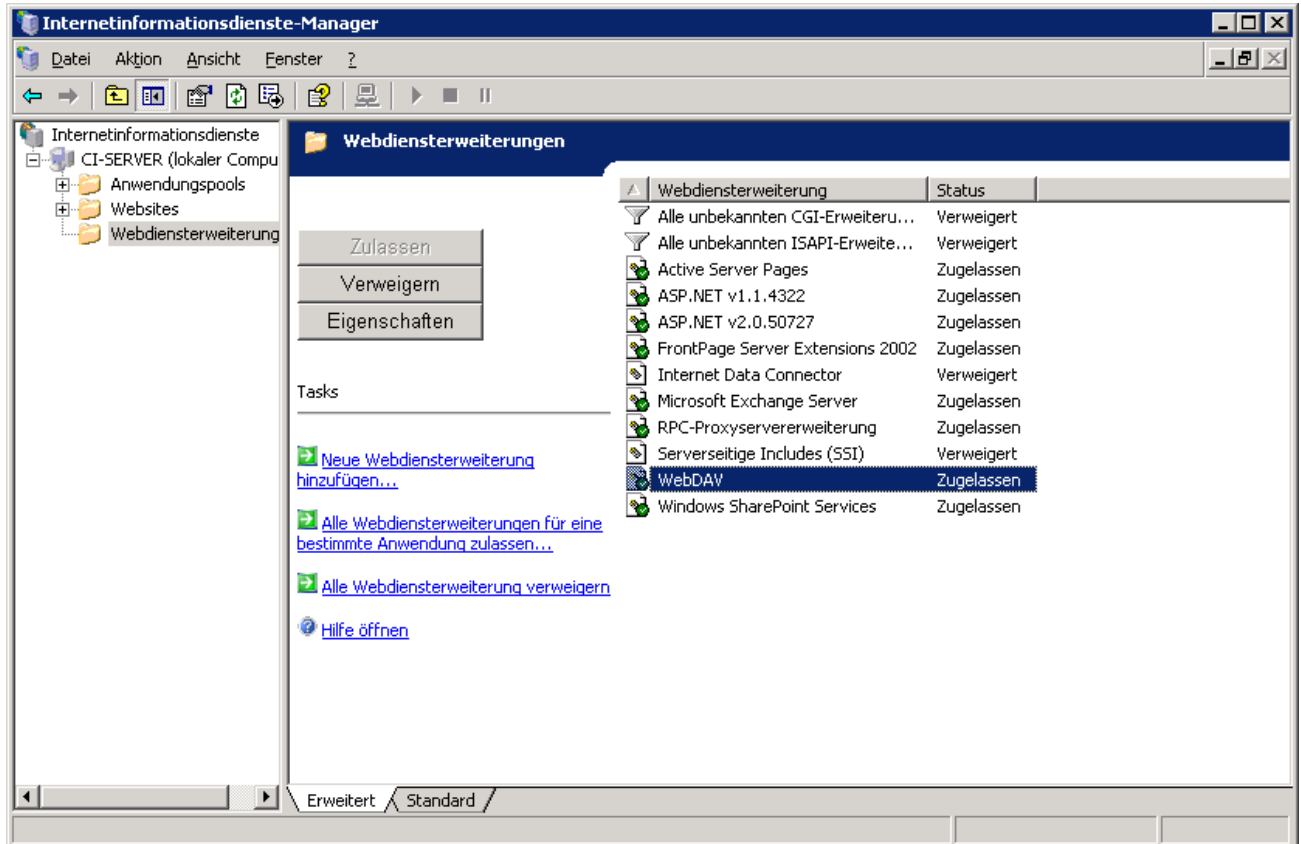 Internetinformationsdienste-Manager
Datei Aktion Ansicht Fenster ?
Internetinformationsdienste
CI-SERVER (lokaler Compu
Anwendungspools
Websites
Webdiensterweiterung
Webdiensterweiterungen
Zulassen
Verweigern
Eigenschaften
Tasks
Neue Webdiensterweiterung
hinzufügen...
Alle Webdiensterweiterungen für eine
bestimmte Anwendung zulassen...
Alle Webdiensterweiterung verweigern
Hilfe öffnen
Webdiensterweiterung Status
Alle unbekannten CGI-Erweiteru... Verweigert
Alle unbekannten ISAPI-Erweite... Verweigert
Active Server Pages Zugelassen
ASP.NET v1.1.4322 Zugelassen
ASP.NET v2.0.50727 Zugelassen
FrontPage Server Extensions 2002 Zugelassen
Internet Data Connector Verweigert
Microsoft Exchange Server Zugelassen
RPC-Proxyservererweiterung Zugelassen
Serverseitige Includes (SSI) Verweigert
WebDAV Zugelassen
Windows SharePoint Services Zugelassen
Erweitert Standard